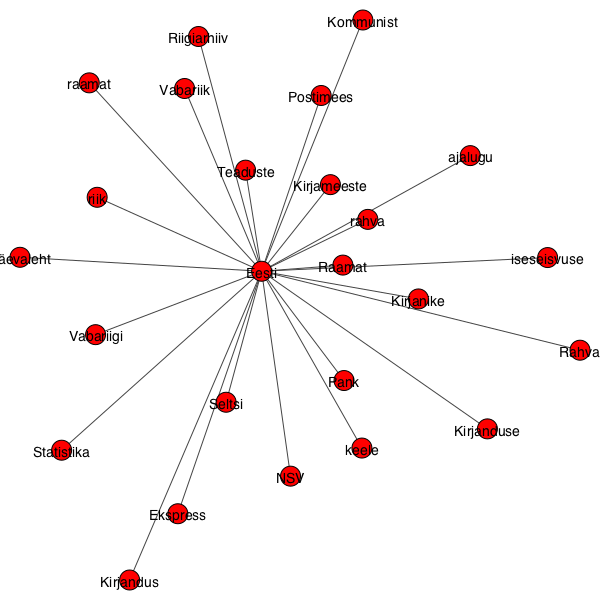 Kommunist
Riigiarhiiv
raamat
Vabariik
Postimees
ajalugu
Teaduste
Kirjameeste
riik
rahva
äevaleht
iseseisvuse
Raamat
Eesti
Kirjanike
Vabariigi
Rahva
Pank
Seltsi
Kirjanduse
keele
Statistika
NSV
Ekspress
Kirjandus